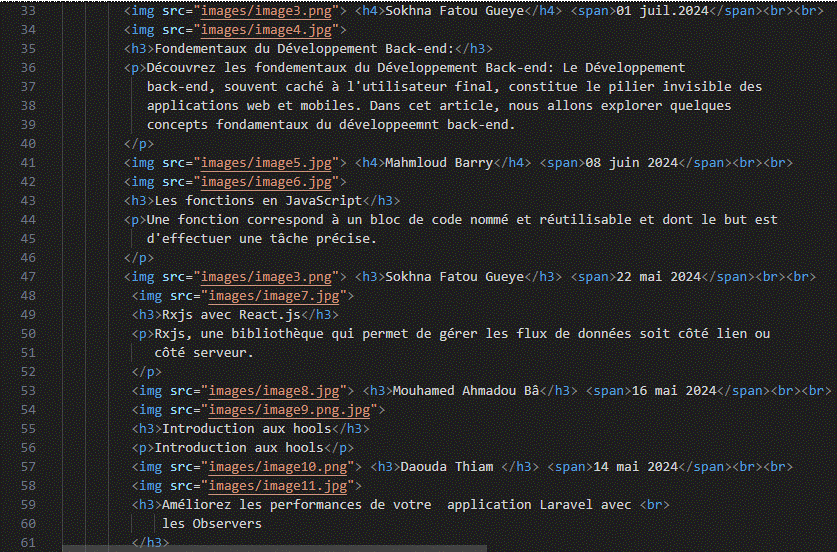 33 <img src="images/image3.png"> <h4>Sokhna Fatou Gueye</h4> <span>01 juil.2024</span><br><br>
34 <img src="images/image4.jpg">
35 <h3>Fondementaux du Développement Back-end:</h3>
36 <p>Découvrez les fondementaux du Développement Back-end: Le Développement
37 back-end, souvent caché à l'utilisateur final, constitue le pilier invisible des
38 applications web et mobiles. Dans cet article, nous allons explorer quelques
39 concepts fondamentaux du développeemnt back-end.
40 </p>
41 <img src="images/image5.jpg"> <h4>Mahmloud Barry</h4> <span>08 juin 2024</span><br><br>
42 <img src="images/image6.jpg">
43 <h3>Les fonctions en JavaScript</h3>
44 <p>Une fonction correspond à un bloc de code nommé et réutilisable et dont le but est
45 d'effectuer une tâche précise.
46 </p>
47 <img src="images/image3.png"> <h3>Sokhna Fatou Gueye</h3> <span>22 mai 2024</span><br><br>
48 <img src="images/image7.jpg">
49 <h3>Rxjs avec React.js</h3>
50 <p>Rxjs, une bibliothèque qui permet de gérer les flux de données soit côté lien ou
51 côté serveur.
52 </p>
53 <img src="images/image8.jpg"> <h3>Mouhamed Ahmadou Bâ</h3> <span>16 mai 2024</span><br><br>
54 <img src="images/image9.png.jpg">
55 <h3>Introduction aux hools</h3>
56 <p>Introduction aux hools</p>
57 <img src="images/image10.png"> <h3>Daouda Thiam </h3> <span>14 mai 2024</span><br><br>
58 <img src="images/image11.jpg">
59 <h3>Améliorez les performances de votre  application Laravel avec <br>
60 les Observers
61 </h3>